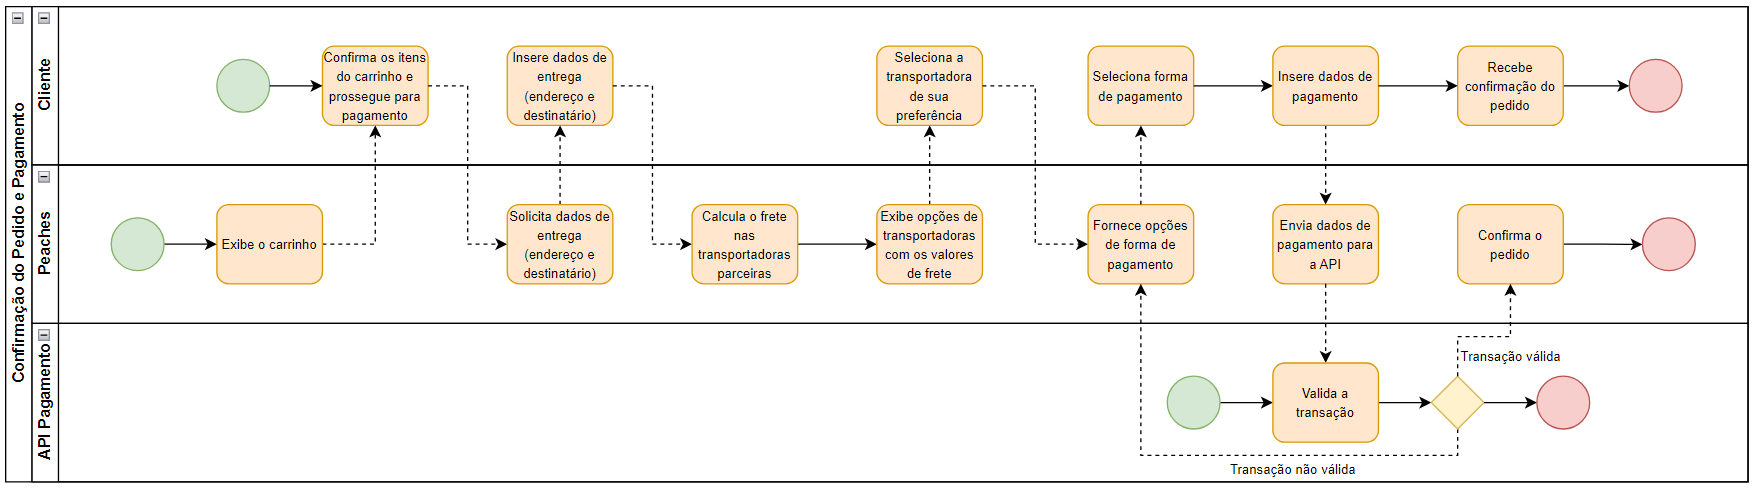 Confirmação do Pedido e Pagamento
Cliente
Confirma os itens
do carrinho e
prossegue para
pagamento
Insere dados de
entrega
(endereço e
destinatário)
Seleciona a
transportadora
de sua
preferência
Seleciona forma
de pagamento
Insere dados de
pagamento
Recebe
confirmação do
pedido
Peaches
Exibe o carrinho
Solicita dados de
entrega
(endereço e
destinatário)
Calcula o frete
nas
transportadoras
parceiras
Exibe opções de
transportadoras
com os valores
de frete
Fornece opções
de forma de
pagamento
Envia dados de
pagamento para
a API
Confirma o
pedido
API Pagamento
Valida a
transação
Transação válida
Transação não válida